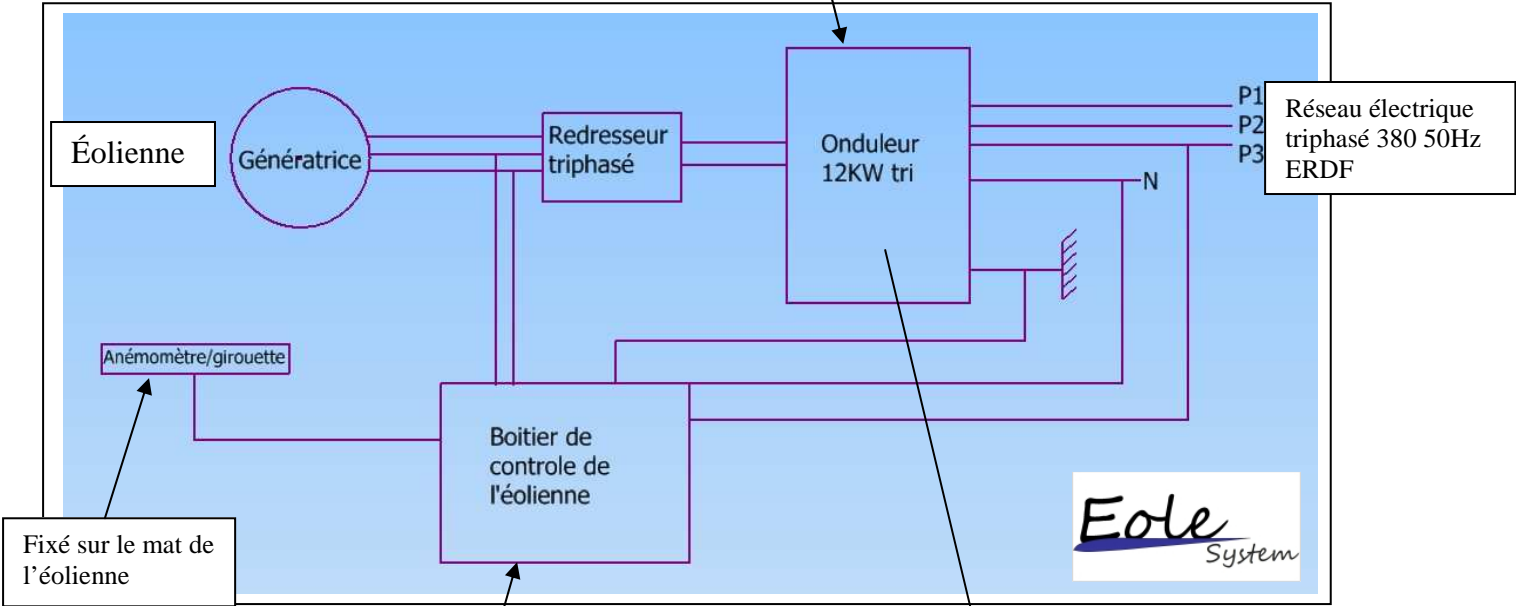 P1
P2
P3
Réseau électrique
triphasé 380 50Hz
ERDF
Éolienne
Génératrice
Redresseur
triphasé
Onduleur
12KW tri
N
Anémomètre/girouette
Boitier de
controle de
l'éolienne
Fixé sur le mat de
l’éolienne
Eole
System